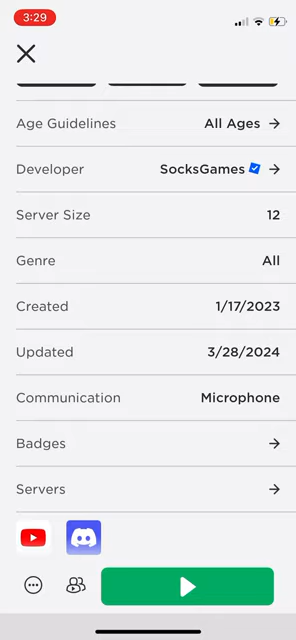 3:29
Age Guidelines All Ages →
Developer SocksGames →
Server Size 12
Genre All
Created 1/17/2023
Updated 3/28/2024
Communication Microphone
Badges →
Servers →